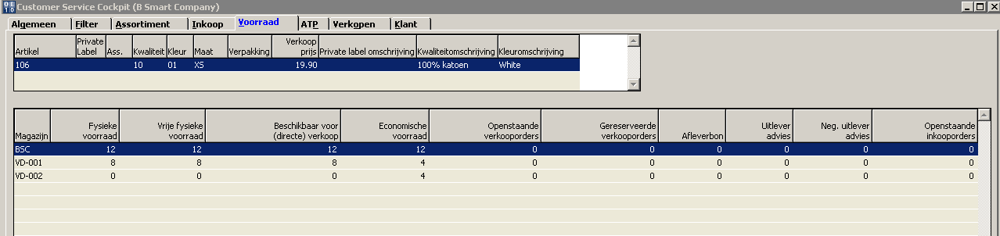 Customer Service Cockpit (B Smart Company)
Algemeen Filter Assortiment Inkoop Voorraad ATP Verkopen Klant
Private Verkoop
Artikel Label Ass. Kwaliteit Kleur Maat Verpakking prijs Private label omschrijving Kwaliteitomschrijving Kleuromschrijving
106 10 01 XS 19.90 100% katoen White
Fysieke Vrije fysieke Beschikbaar voor Economische Openstaande Gereserveerde Uitlever Neg. uitlever Openstaande
Magazijn voorraad voorraad (directe) verkoop voorraad verkooporders verkooporders Afleverbon advies advies inkooporders
BSC 12 12 12 12 0 0 0 0 0 0
VD-001 8 8 8 4 0 0 0 0 0 0
VD-002 0 0 0 4 0 0 0 0 0 0